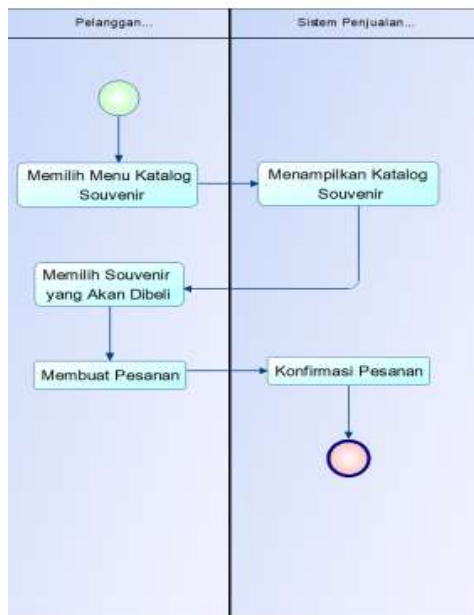 Pelanggan...
Sistem Penjualan...
Memilih Menu Katalog
Souvenir
Menampilkan Katalog
Souvenir
Memilih Souvenir
yang Akan Dibeli
Membuat Pesanan
Konfirmasi Pesanan